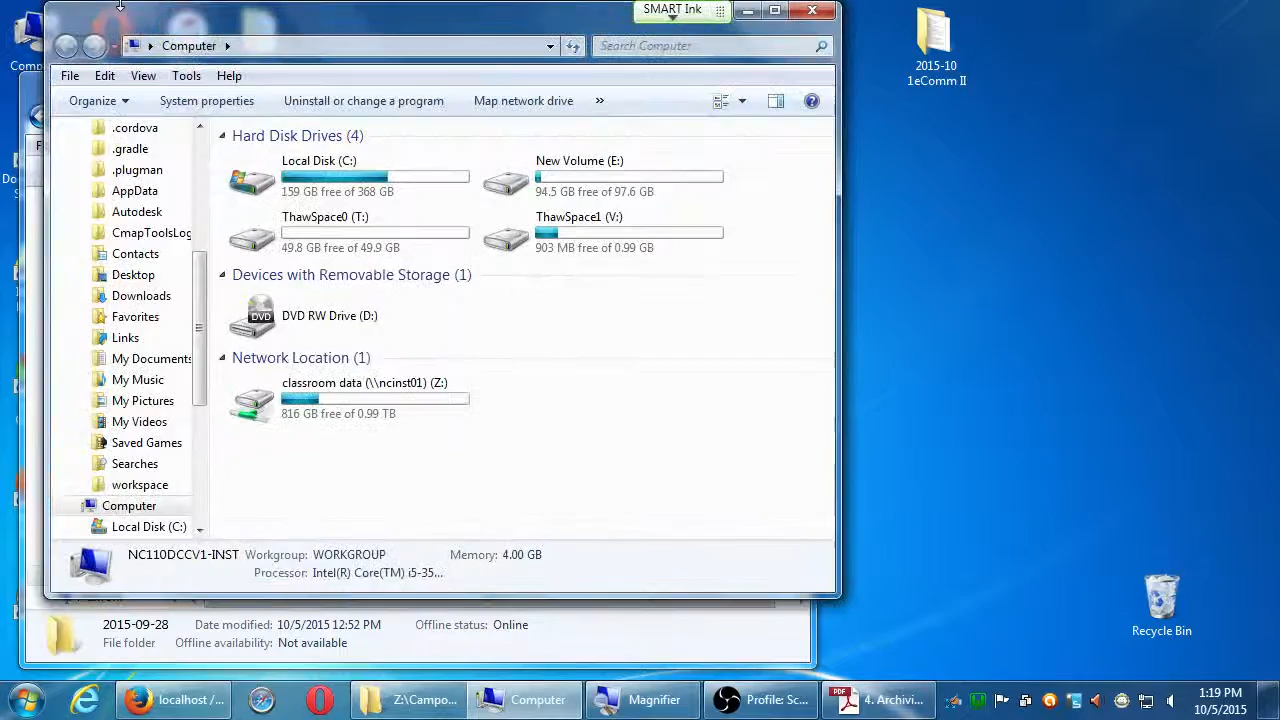 SMART Ink
Computer
Search Computer
File Edit View Tools Help
Organize System properties Uninstall or change a program Map network drive »
.cordova
.gradle
.plugman
AppData
Autodesk
CmapToolsLog
Contacts
Desktop
Downloads
Favorites
Links
My Documents
My Music
My Pictures
My Videos
Saved Games
Searches
workspace
Computer
Local Disk (C:)
Hard Disk Drives (4)
Local Disk (C:)
159 GB free of 368 GB
New Volume (E:)
94.5 GB free of 97.6 GB
ThawSpace0 (T:)
49.8 GB free of 49.9 GB
ThawSpace1 (V:)
903 MB free of 0.99 GB
Devices with Removable Storage (1)
DVD
DVD RW Drive (D:)
Network Location (1)
classroom data (\\ncinst01) (Z:)
816 GB free of 0.99 TB
NC110DCCV1-INST Workgroup: WORKGROUP Memory: 4.00 GB
Processor: Intel(R) Core(TM) i5-35...
2015-09-28 Date modified: 10/5/2015 12:52 PM Offline status: Online
File folder Offline availability: Not available
2015-10
1eComm II
Recycle Bin
localhost /...
Z:\Campo...
Computer
Magnifier
Profile: Sc...
PDF
4. Archivi...
1:19 PM
10/5/2015